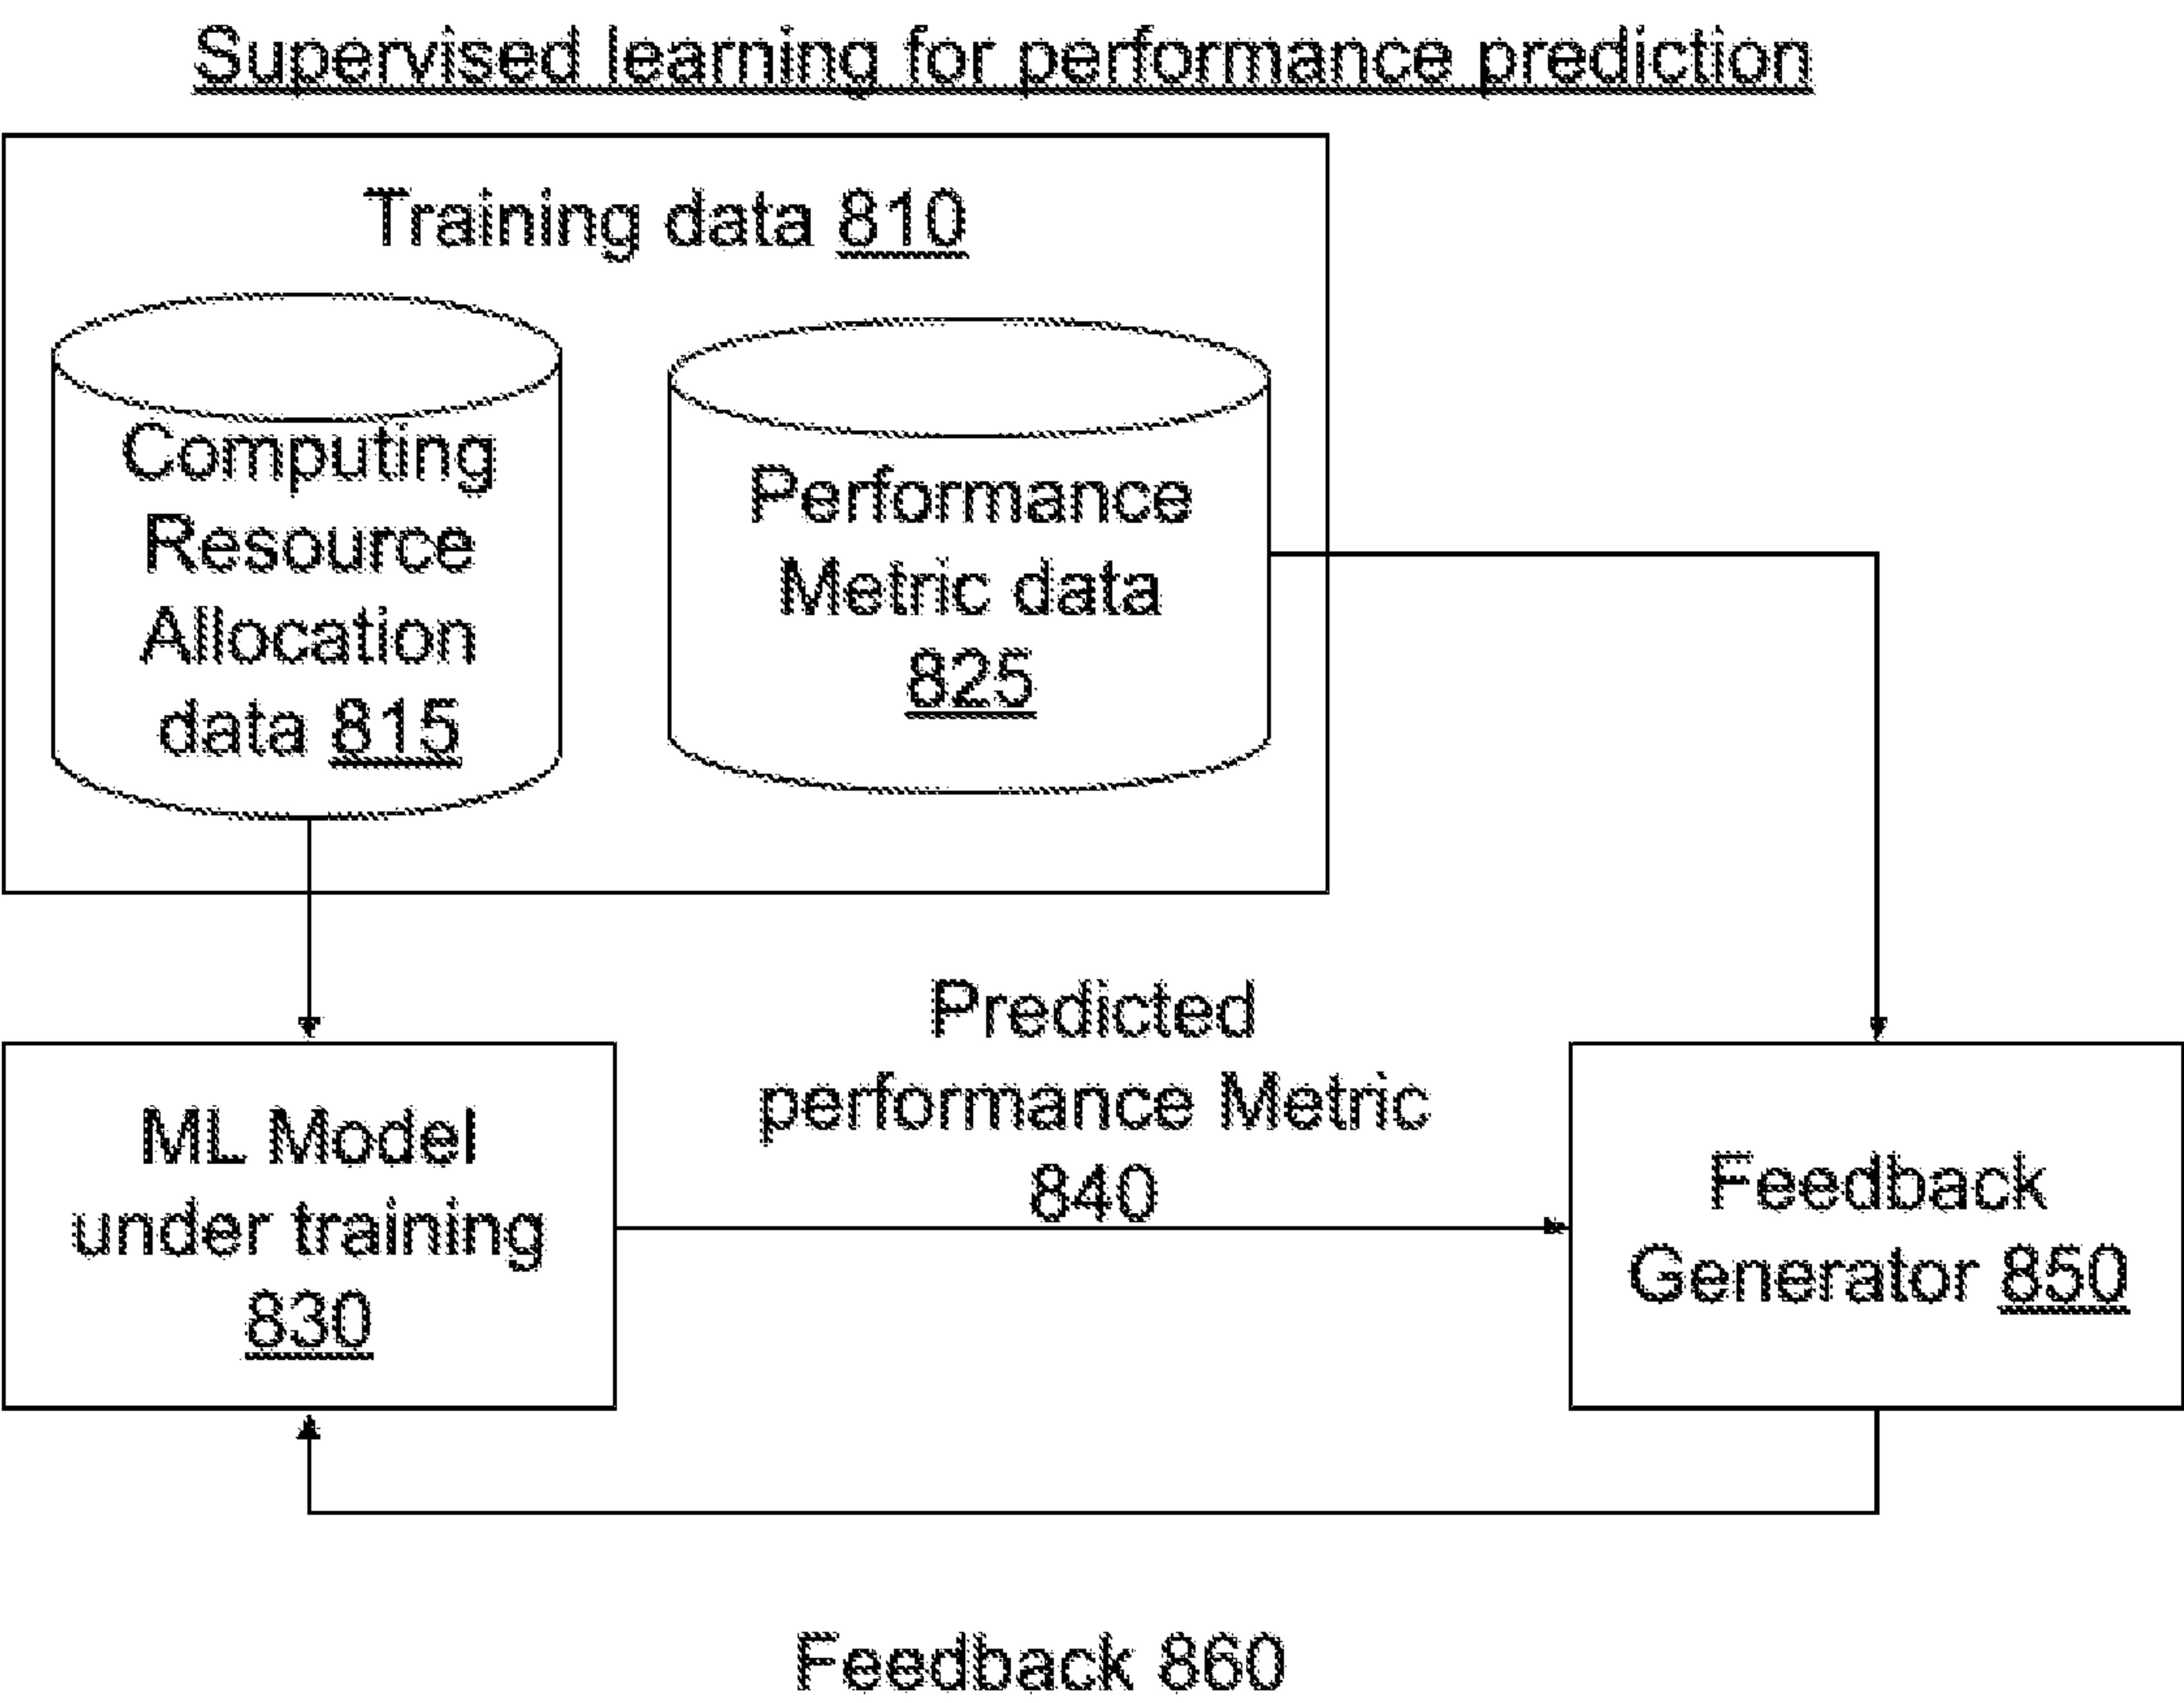 Supervised learning for performance prediction
Training data 810
Computing
Resource
Allocation
data 815
Performance
Metric data
825
Predicted
performance Metric
840
ML Model
under training
830
Feedback
Generator 850
Feedback 860